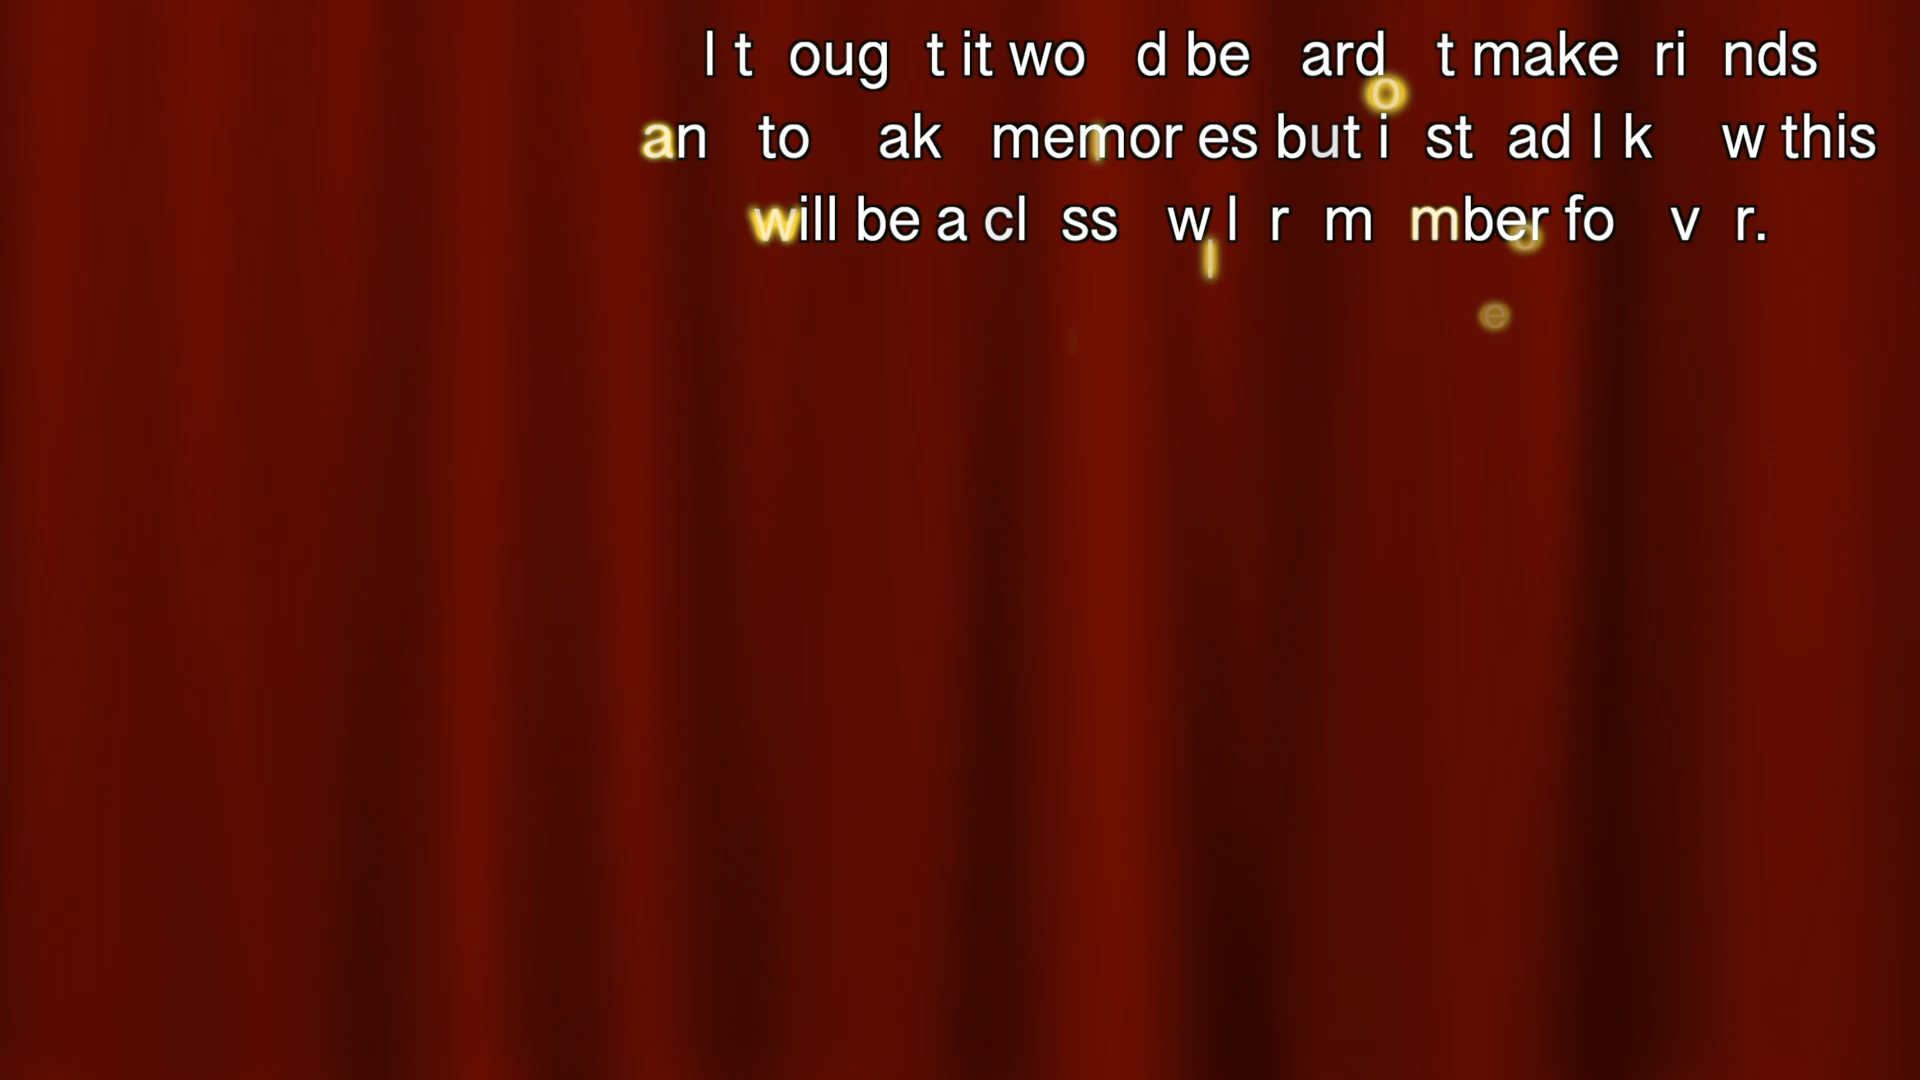 I t oug t it wo d be ard t make ri nds
an to ak memor es but i st ad I k w this
will be a cl ss w l r m mber fo v r.